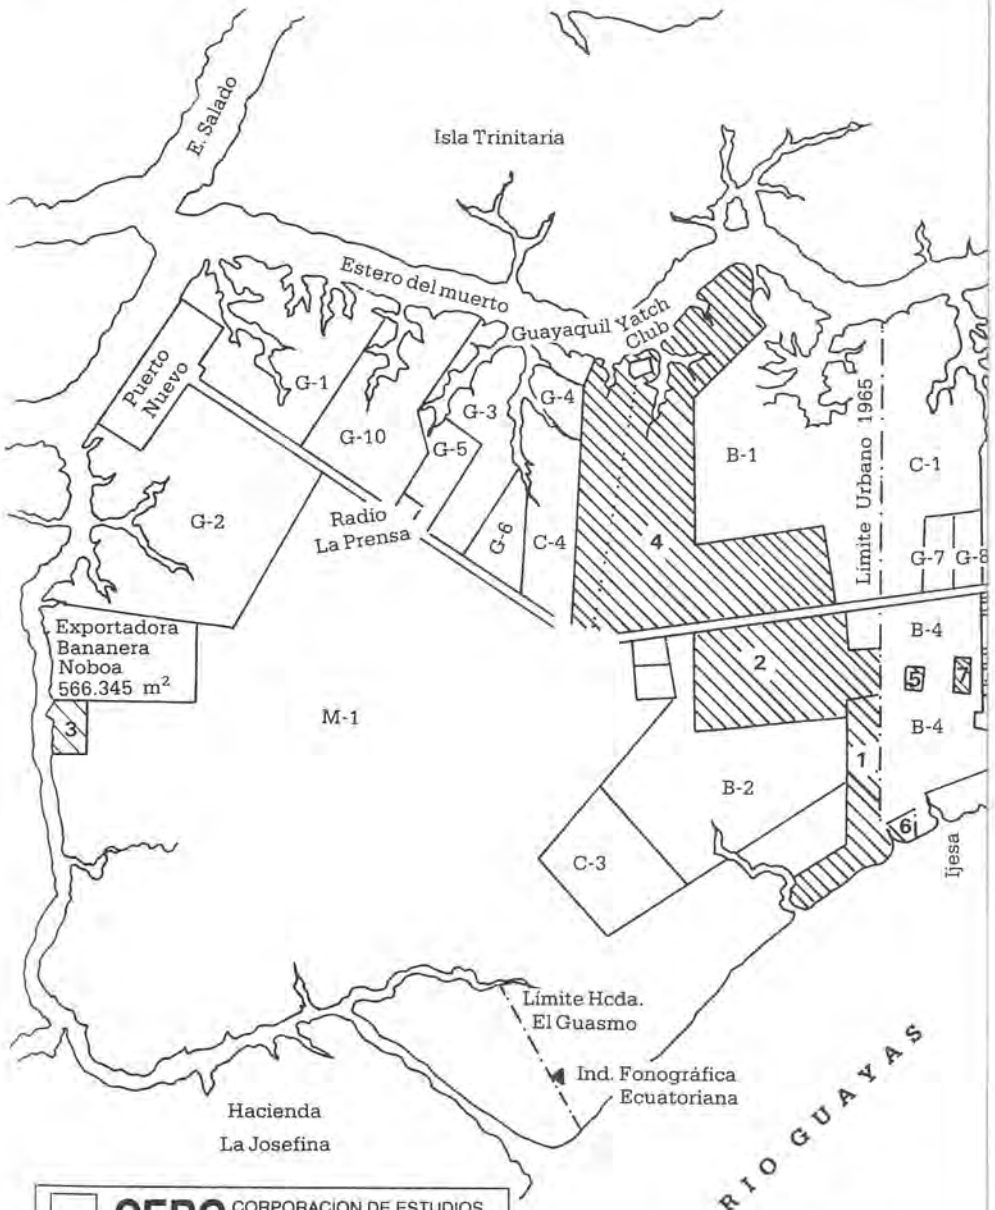 E. Salado
Isla Trinitaria
Estero del muerto
Guayaquil Yatch
Club
Puerto
Nuevo
G-1
G-10
G-3
G-4
G-5
G-6
C-4
G-2
Radio
La Prensa
4
B-1
Límite Urbano 1965
C-1
G-7
G-8
B-4
Exportadora
Bananera
Noboa
566.345 m²
3
M-1
2
5
7
B-4
1
B-2
6
Ijesa
C-3
Límite Hcda.
El Guasmo
Ind. Fonográfica
Ecuatoriana
Hacienda
La Josefina
RIO GUAYAS
CERG CORPORACION DE ESTUDIOS